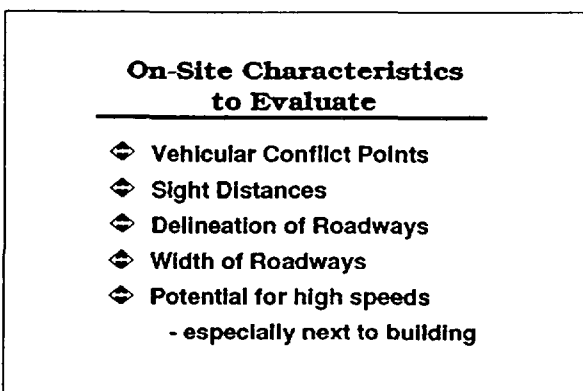 On-Site Characteristics
to Evaluate
Vehicular Conflict Points
Sight Distances
Delineation of Roadways
Width of Roadways
Potential for high speeds
- especially next to building